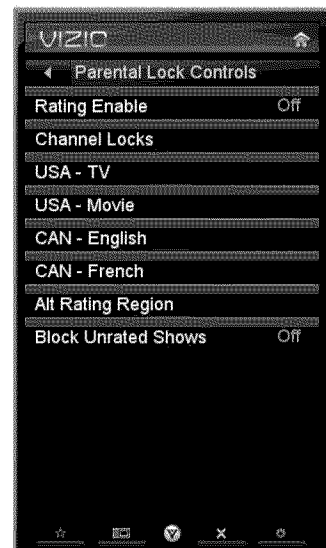 VIZIO
Parental Lock Controls
Rating Enable Off
Channel Locks
USA - TV
USA - Movie
CAN - English
CAN - French
Alt Rating Region
Block Unrated Shows Off